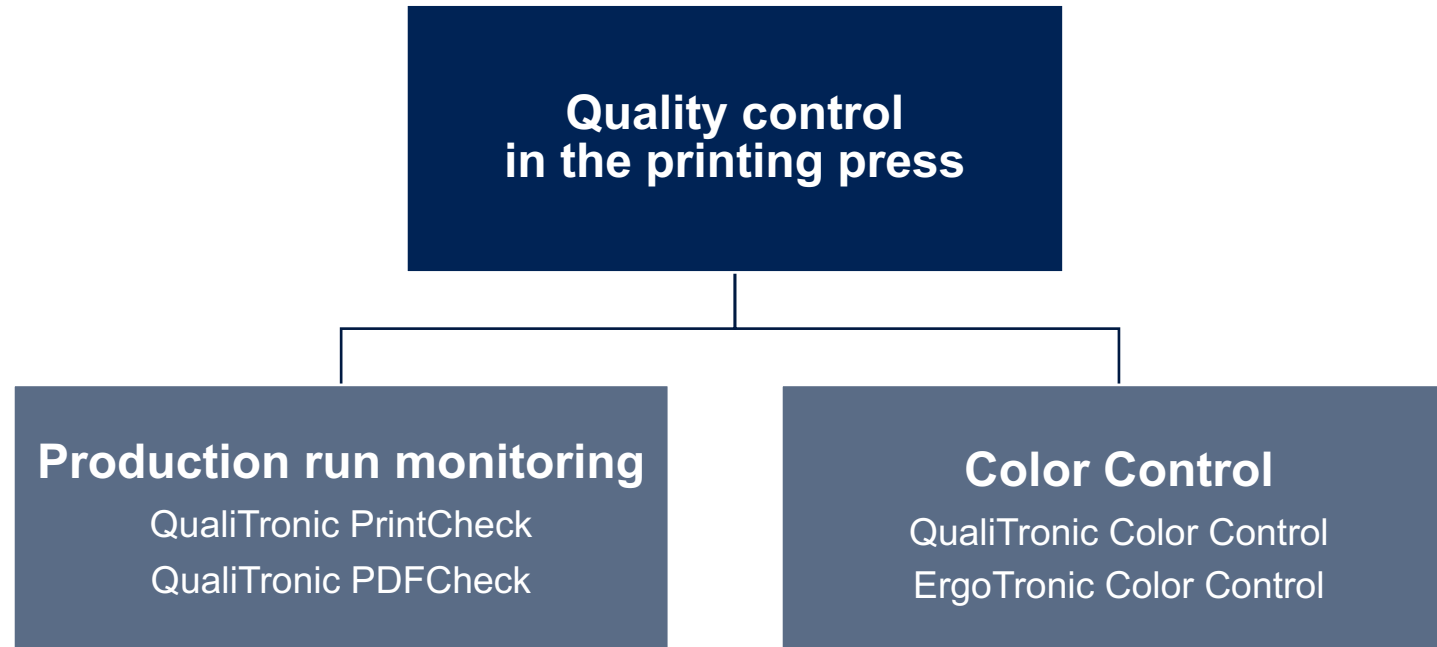 Quality control
in the printing press
Production run monitoring
QualiTronic PrintCheck
QualiTronic PDFCheck
Color Control
QualiTronic Color Control
ErgoTronic Color Control